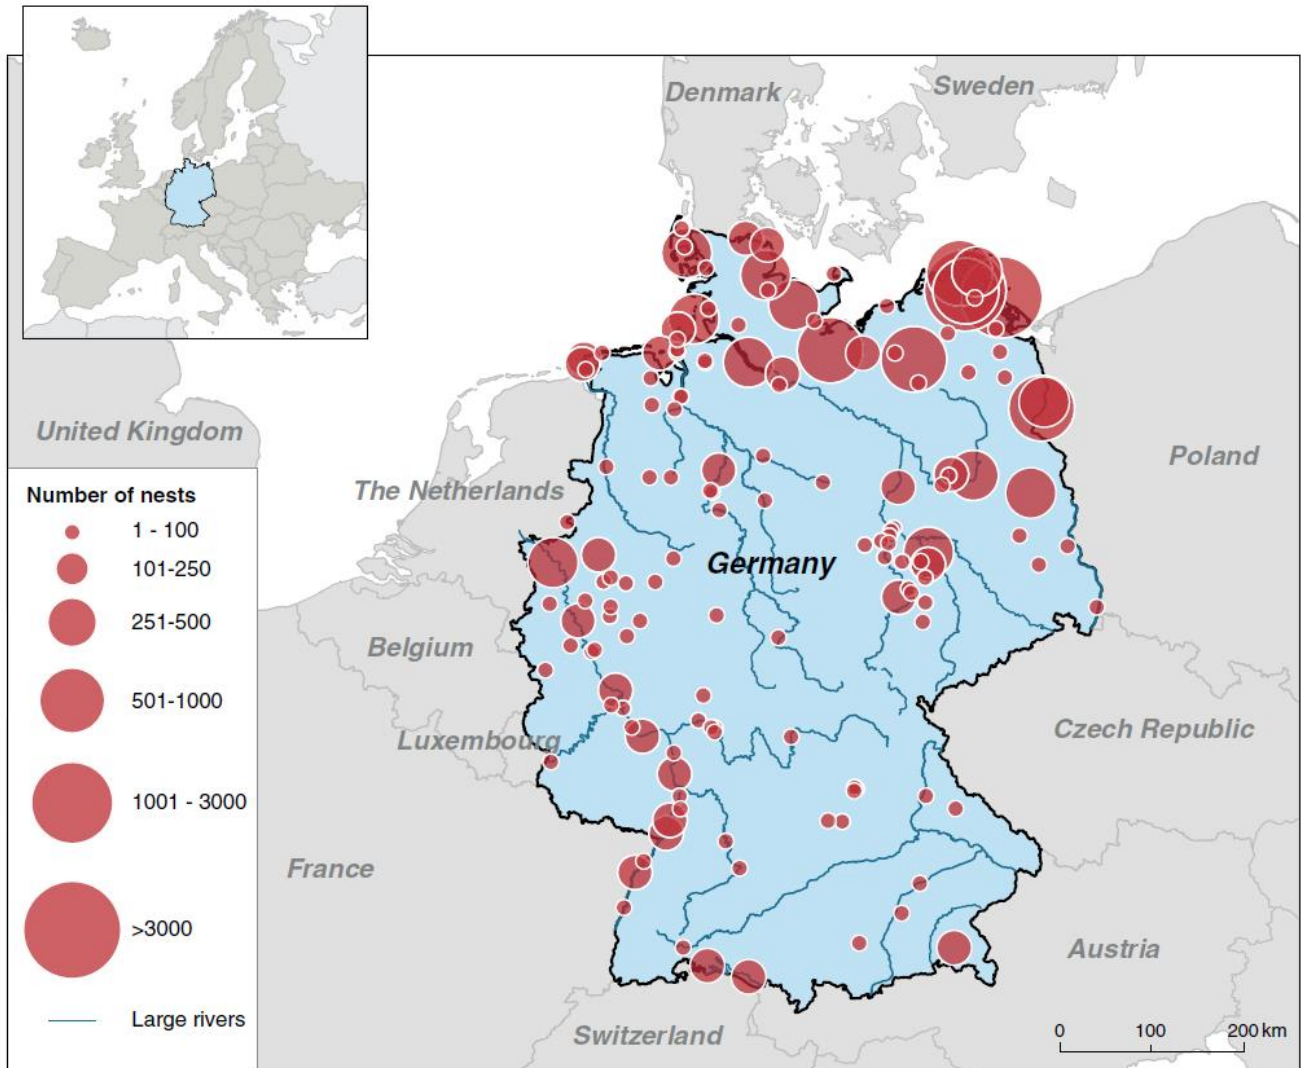 Denmark
Sweden
United Kingdom
Poland
The Netherlands
Number of nests
1 - 100
101-250
251-500
501-1000
1001 - 3000
>3000
Large rivers
Germany
Belgium
Luxembourg
Czech Republic
France
Austria
Switzerland
0 100 200 km